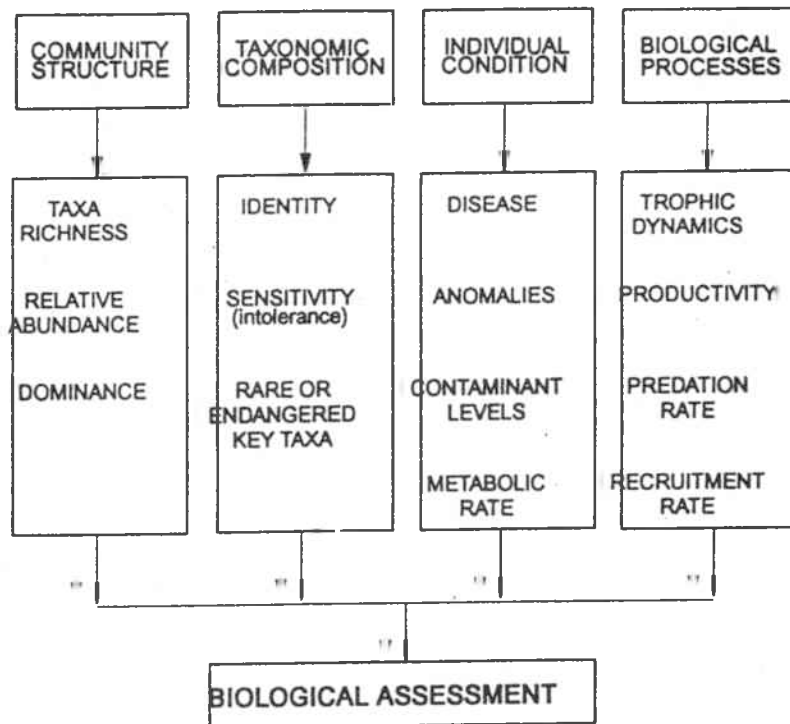 COMMUNITY
STRUCTURE
TAXONOMIC
COMPOSITION
INDIVIDUAL
CONDITION
BIOLOGICAL
PROCESSES
TAXA
RICHNESS
RELATIVE
ABUNDANCE
DOMINANCE
IDENTITY
SENSITIVITY
(intolerance)
RARE OR
ENDANGERED
KEY TAXA
DISEASE
ANOMALIES
CONTAMINANT
LEVELS
METABOLIC
RATE
TROPHIC
DYNAMICS
PRODUCTIVITY
PREDATION
RATE
RECRUITMENT
RATE
BIOLOGICAL ASSESSMENT